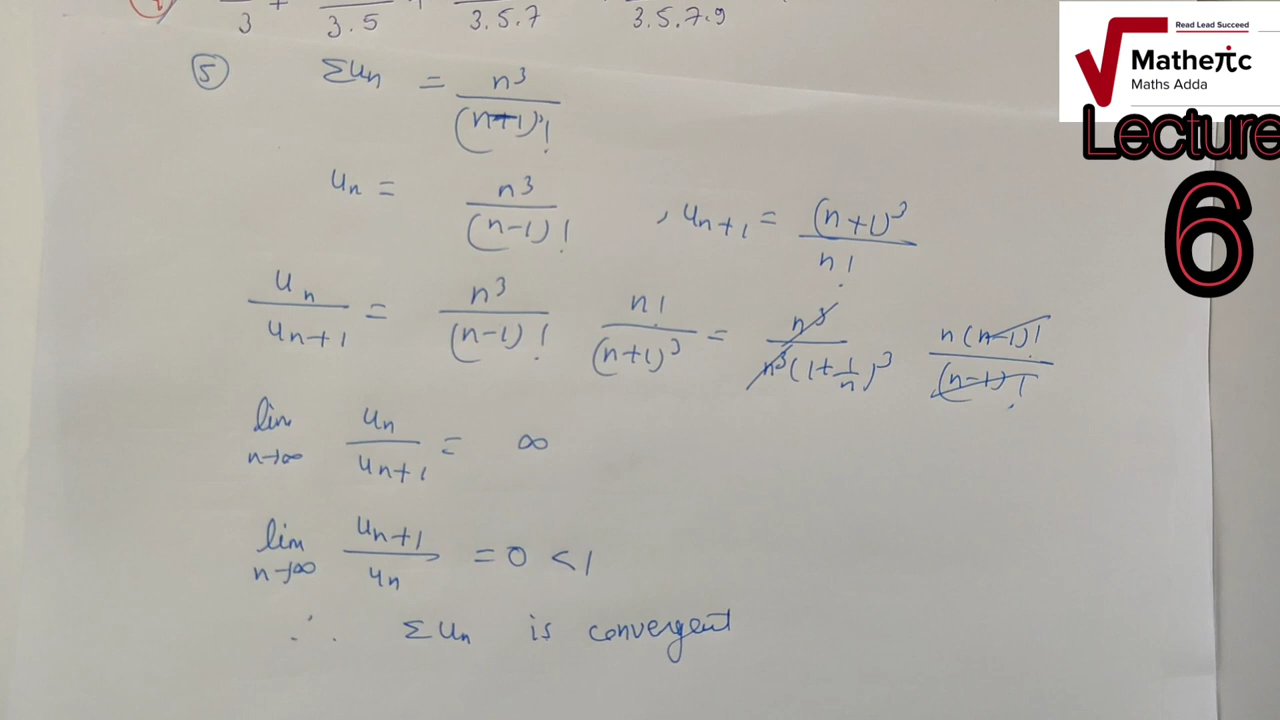 3 + 3.5 3.5.7 3.5.7.9
Read Lead Succeed
Matheπc
Maths Adda
Lecture
6
⑤ Σun = n³/(n-1)!
un = n³/(n-1)! , un+1 = (n+1)³/n!
un/un+1 = n³/(n-1)! n!/(n+1)³ = n³/n³(1+1/n)³ n(n-1)!/(n-1)!
lim n→∞ un/un+1 = ∞
lim n→∞ un+1/un = 0 < 1
∴ Σun is convergent